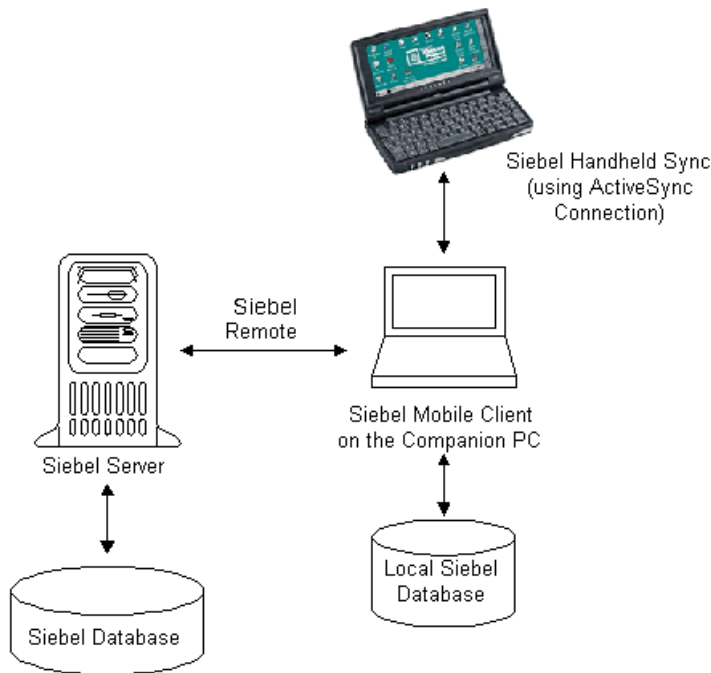 Siebel Handheld Sync
(using ActiveSync
Connection)
Siebel
Remote
Siebel Mobile Client
on the Companion PC
Siebel Server
Local Siebel
Database
Siebel Database